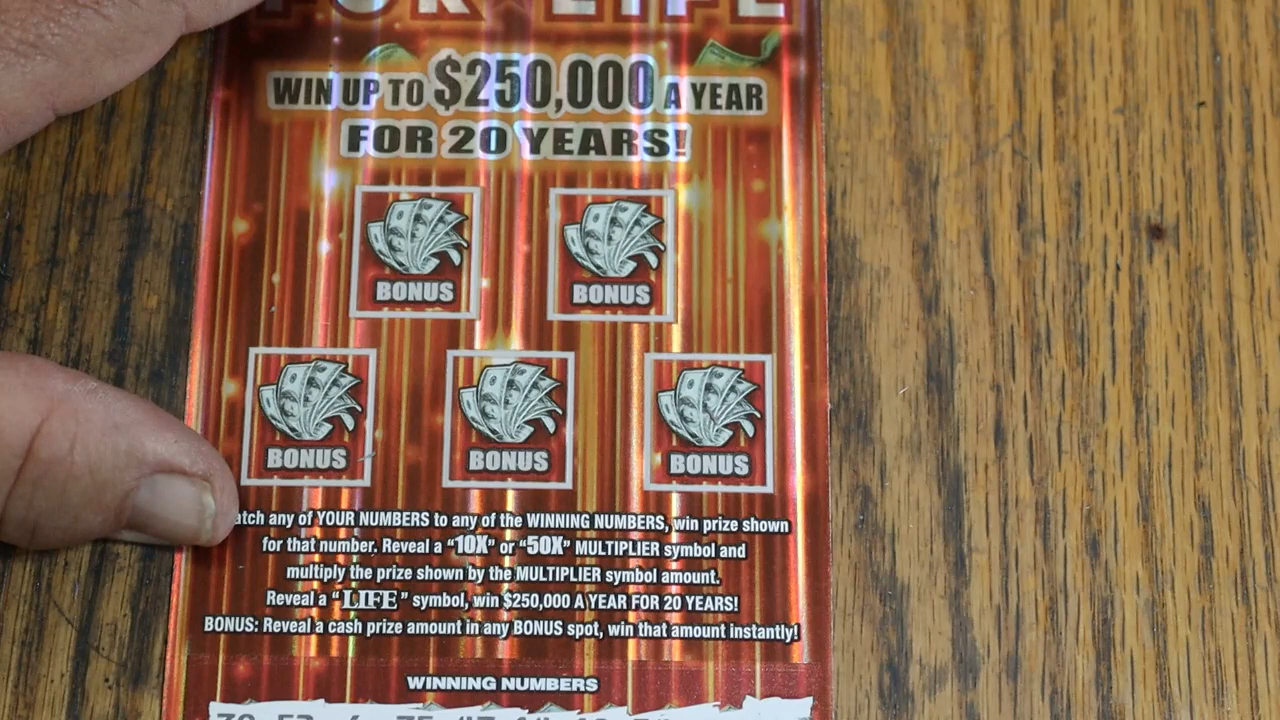 FOR LIFE
WIN UP TO $250,000 A YEAR
FOR 20 YEARS!
BONUS BONUS
BONUS BONUS BONUS
atch any of YOUR NUMBERS to any of the WINNING NUMBERS, win prize shown
for that number. Reveal a "10X" or "50X" MULTIPLIER symbol and
multiply the prize shown by the MULTIPLIER symbol amount.
Reveal a "LIFE" symbol, win $250,000 A YEAR FOR 20 YEARS!
BONUS: Reveal a cash prize amount in any BONUS spot, win that amount instantly!
WINNING NUMBERS